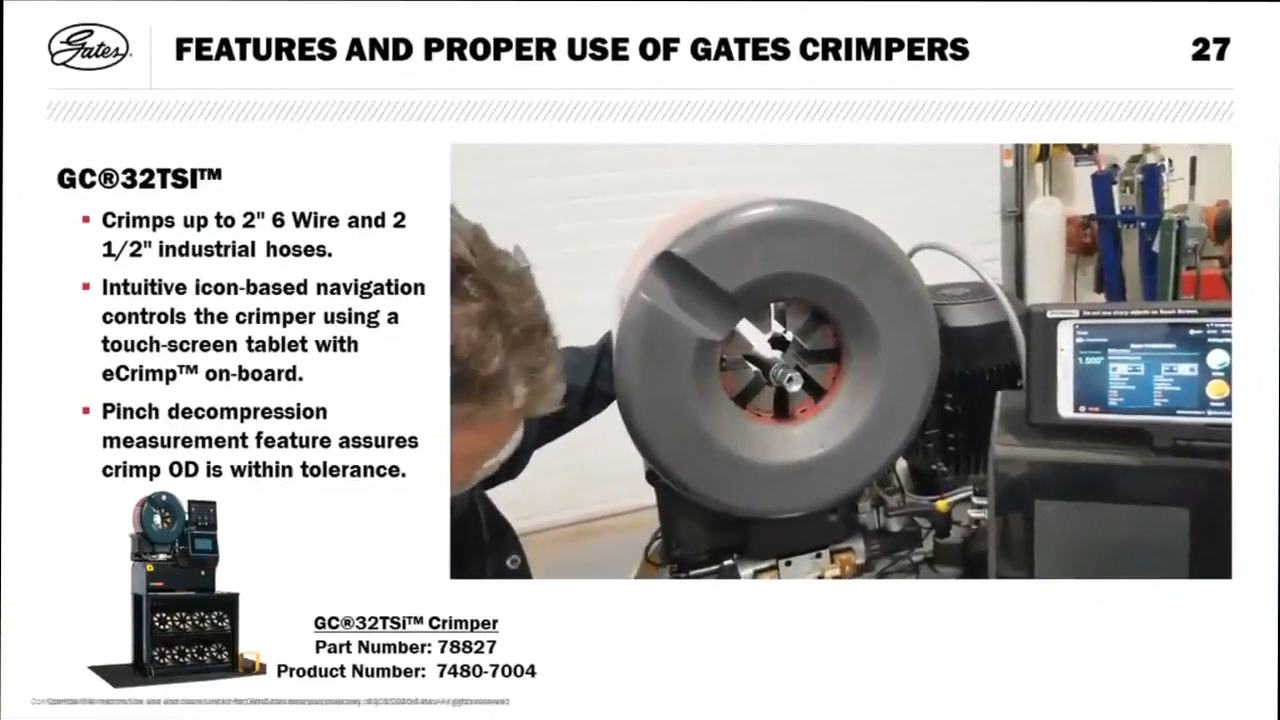 Gates
FEATURES AND PROPER USE OF GATES CRIMPERS
27
GC®32TSI™
Crimps up to 2" 6 Wire and 2
1/2" industrial hoses.
Intuitive icon-based navigation
controls the crimper using a
touch-screen tablet with
eCrimp™ on-board.
Pinch decompression
measurement feature assures
crimp OD is within tolerance.
GC®32TSi™ Crimper
Part Number: 78827
Product Number: 7480-7004
1.000"